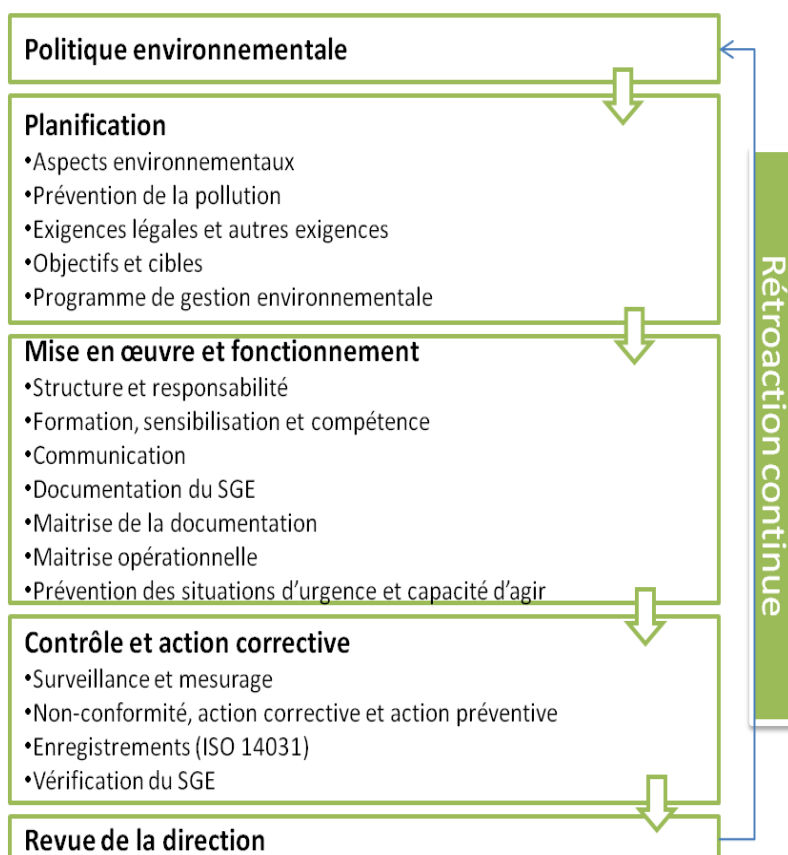 Politique environnementale
Planification
•Aspects environnementaux
•Prévention de la pollution
•Exigences légales et autres exigences
•Objectifs et cibles
•Programme de gestion environnementale
Mise en œuvre et fonctionnement
•Structure et responsabilité
•Formation, sensibilisation et compétence
•Communication
•Documentation du SGE
•Maitrise de la documentation
•Maitrise opérationnelle
•Prévention des situations d’urgence et capacité d’agir
Contrôle et action corrective
•Surveillance et mesurage
•Non-conformité, action corrective et action préventive
•Enregistrements (ISO 14031)
•Vérification du SGE
Revue de la direction
Rétroaction continue